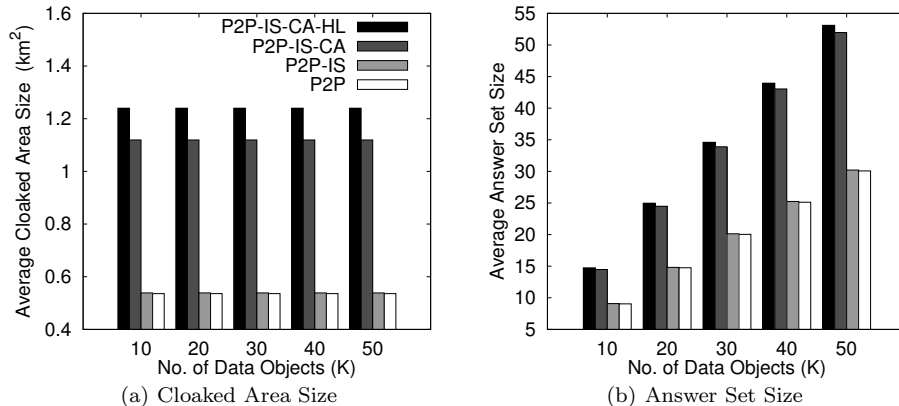 Average Cloaked Area Size (km²)
1.6
1.4
1.2
1
0.8
0.6
0.4
P2P-IS-CA-HL
P2P-IS-CA
P2P-IS
P2P
10 20 30 40 50
No. of Data Objects (K)
(a) Cloaked Area Size
Average Answer Set Size
55
50
45
40
35
30
25
20
15
10
5
10 20 30 40 50
No. of Data Objects (K)
(b) Answer Set Size